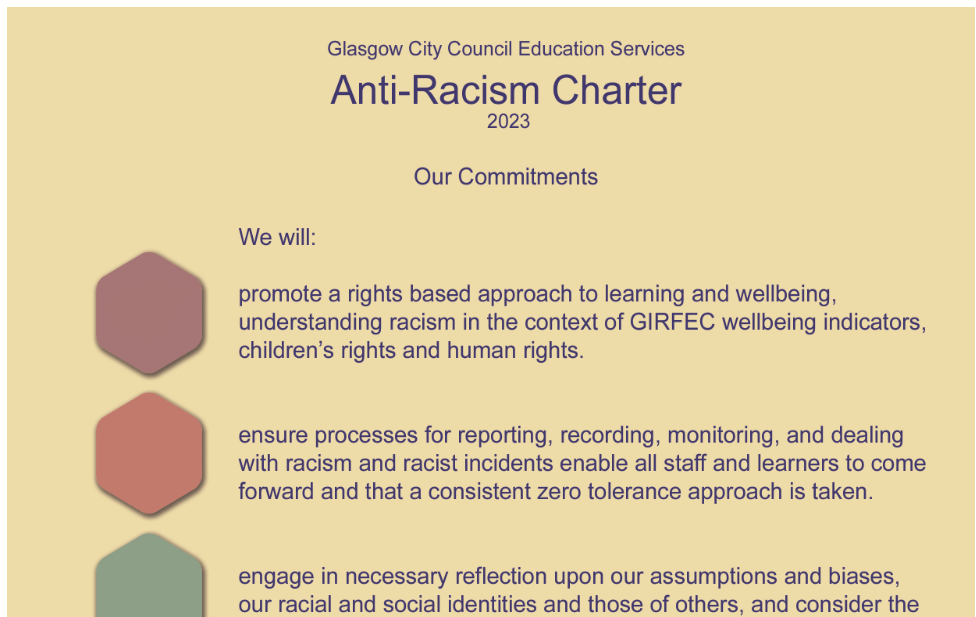 Glasgow City Council Education Services
Anti-Racism Charter
2023
Our Commitments
We will:
promote a rights based approach to learning and wellbeing,
understanding racism in the context of GIRFEC wellbeing indicators,
children’s rights and human rights.
ensure processes for reporting, recording, monitoring, and dealing
with racism and racist incidents enable all staff and learners to come
forward and that a consistent zero tolerance approach is taken.
engage in necessary reflection upon our assumptions and biases,
our racial and social identities and those of others, and consider the